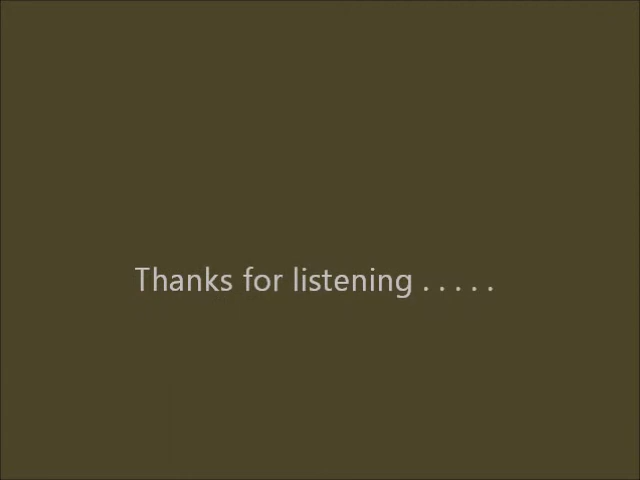 Thanks for listening . . . . .